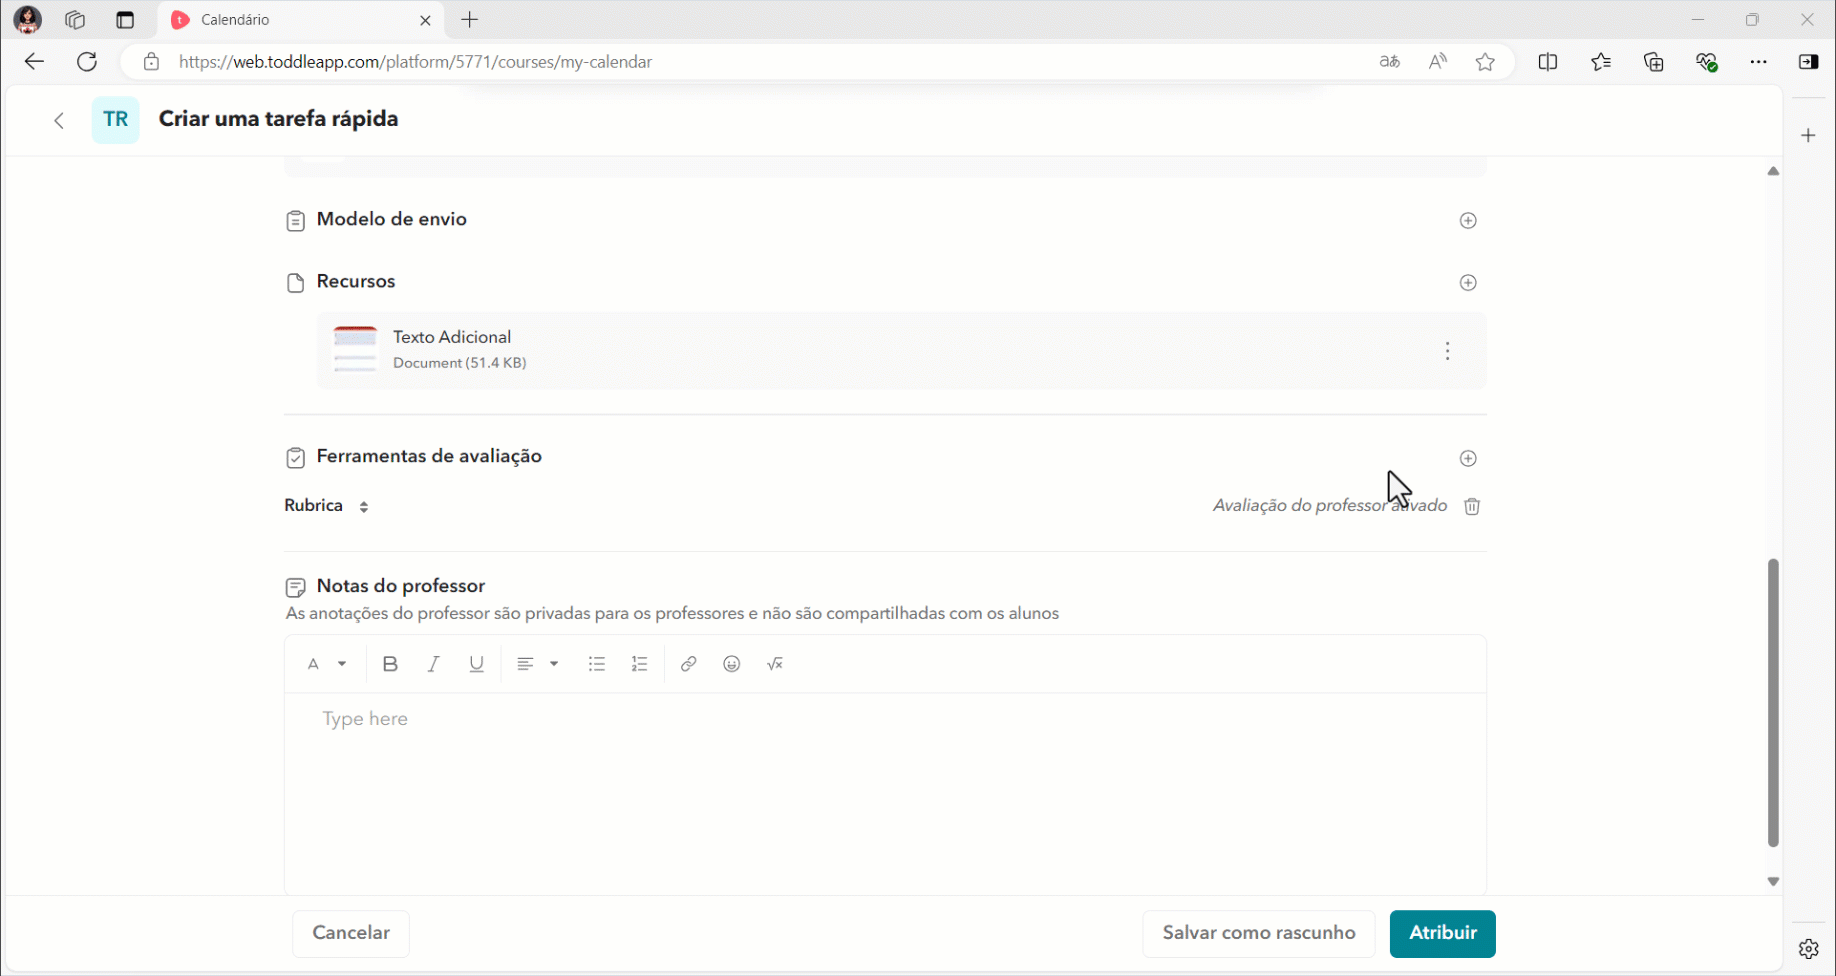 Calendário
https://web.toddleapp.com/platform/5771/courses/my-calendar
aあ
TR
Criar uma tarefa rápida
Modelo de envio
Recursos
Texto Adicional
Document (51.4 KB)
Ferramentas de avaliação
Rubrica
Avaliação do professor ativado
Notas do professor
As anotações do professor são privadas para os professores e não são compartilhadas com os alunos
A
B I U
Type here
Cancelar
Salvar como rascunho
Atribuir